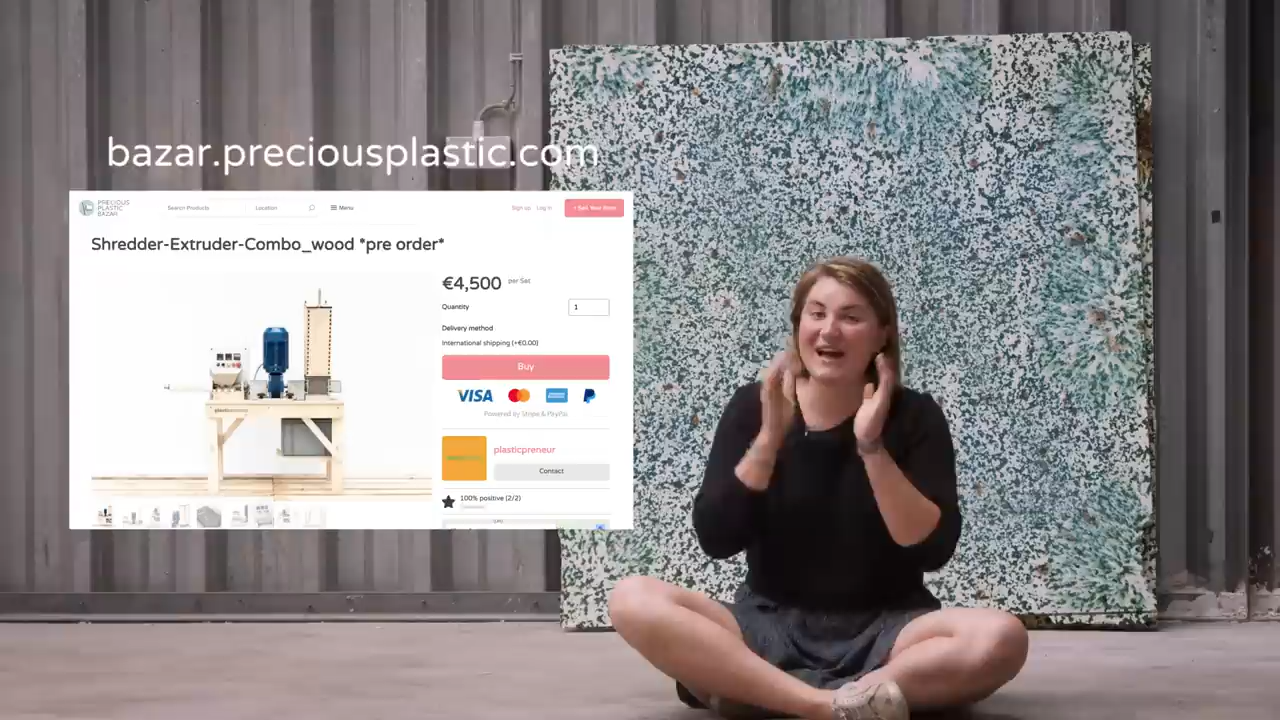 bazar.preciousplastic.com
PRECIOUS
PLASTIC
BAZAR
Search Products
Location
Menu
Sign up
Log in
+ Sell Your Item
Shredder-Extruder-Combo_wood *pre order*
€4,500 per Set
Quantity
1
Delivery method
International shipping (+€0.00)
Buy
VISA
Powered by Stripe & PayPal
plasticpreneur
Contact
100% positive (2/2)